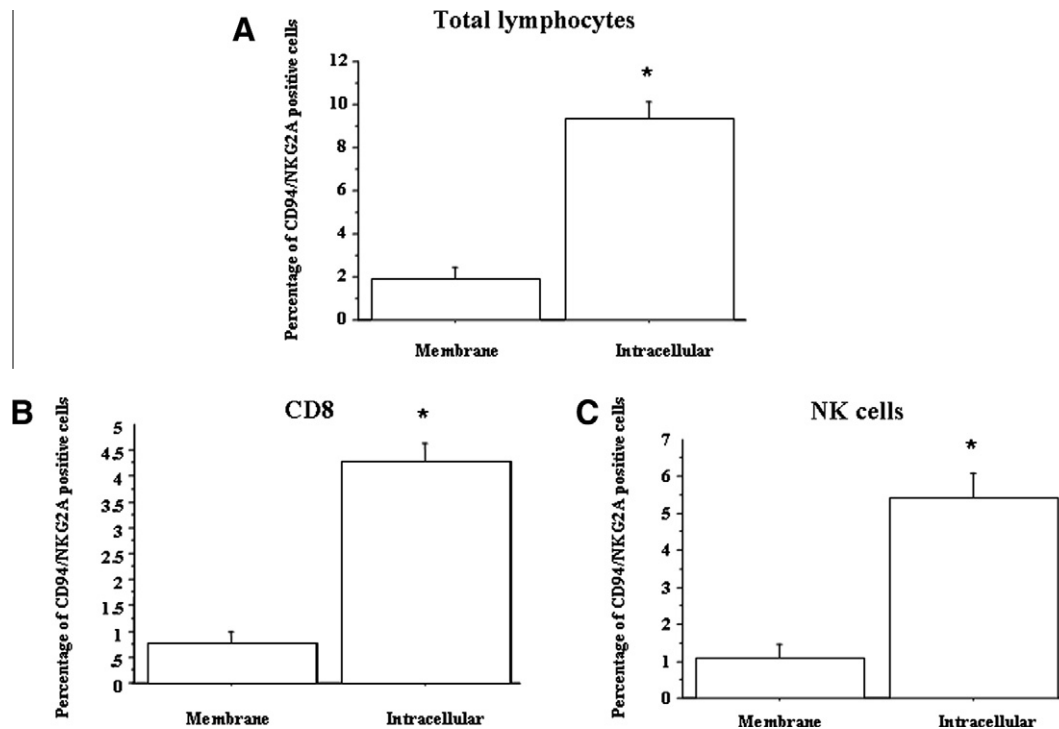 A
Total lymphocytes
Percentage of CD94/NKG2A positive cells
12
10
8
6
4
2
0
*
Membrane
Intracellular
B
CD8
Percentage of CD94/NKG2A positive cells
5
4.5
4
3.5
3
2.5
2
1.5
1
.5
0
*
Membrane
Intracellular
C
NK cells
Percentage of CD94/NKG2A positive cells
7
6
5
4
3
2
1
0
*
Membrane
Intracellular